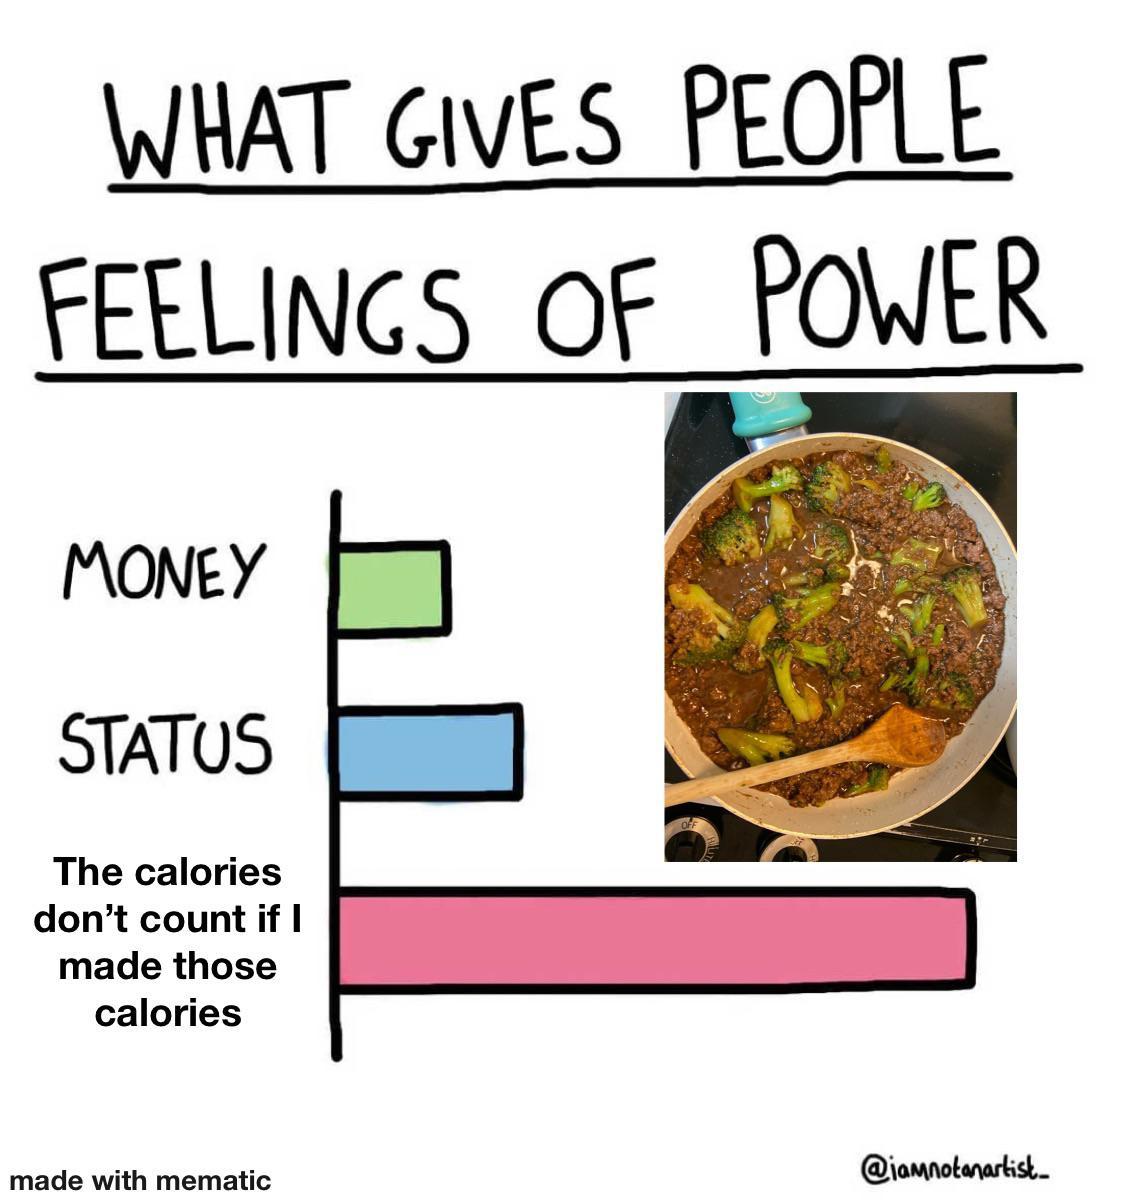 WHAT GIVES PEOPLE
FEELINGS OF POWER
MONEY
STATUS
The calories
don't count if I
made those
calories
OFF
made with mematic
@iamnotanartist_